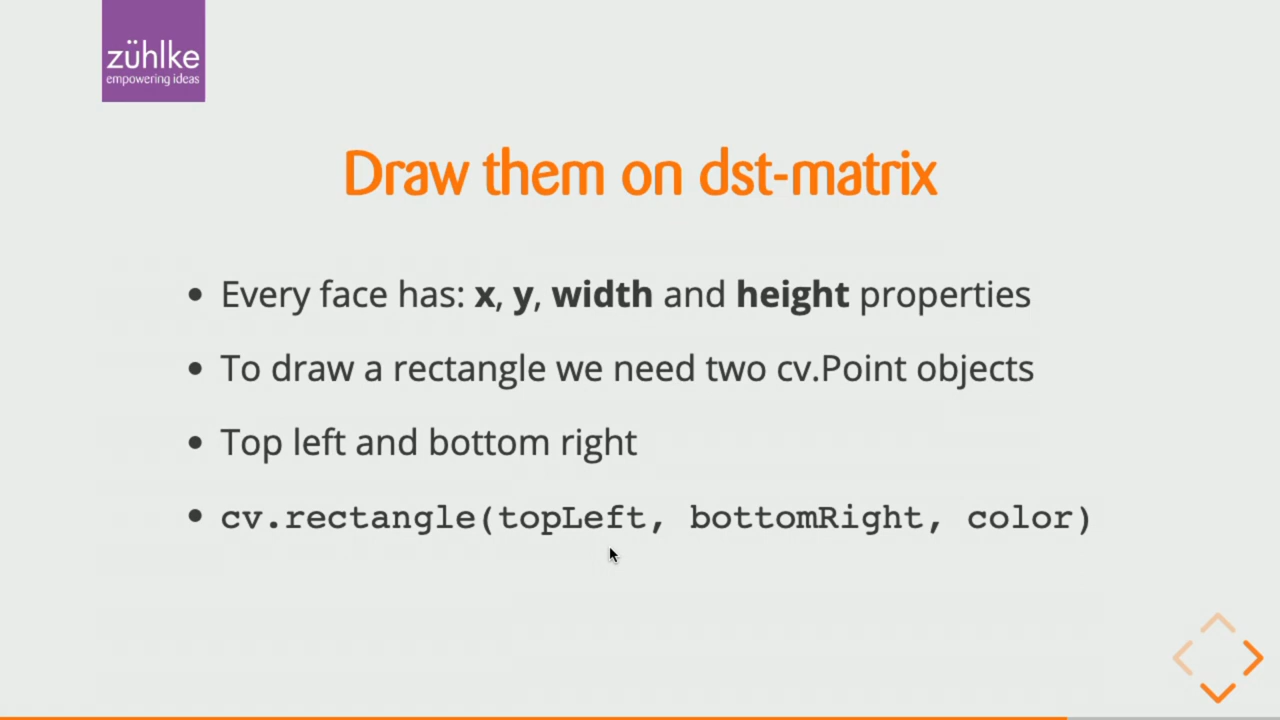 zühlke
empowering ideas
Draw them on dst-matrix
• Every face has: x, y, width and height properties
• To draw a rectangle we need two cv.Point objects
• Top left and bottom right
• cv.rectangle(topLeft, bottomRight, color)